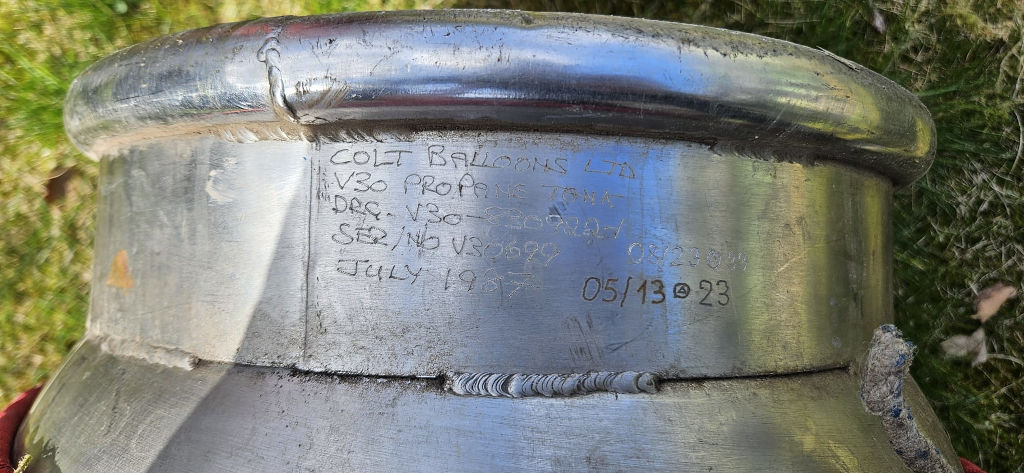 COLT BALLOONS LTD
V30 PROPANE TANK
DRG. V30-
SER/NO V30699
JULY 1987
05/13 23